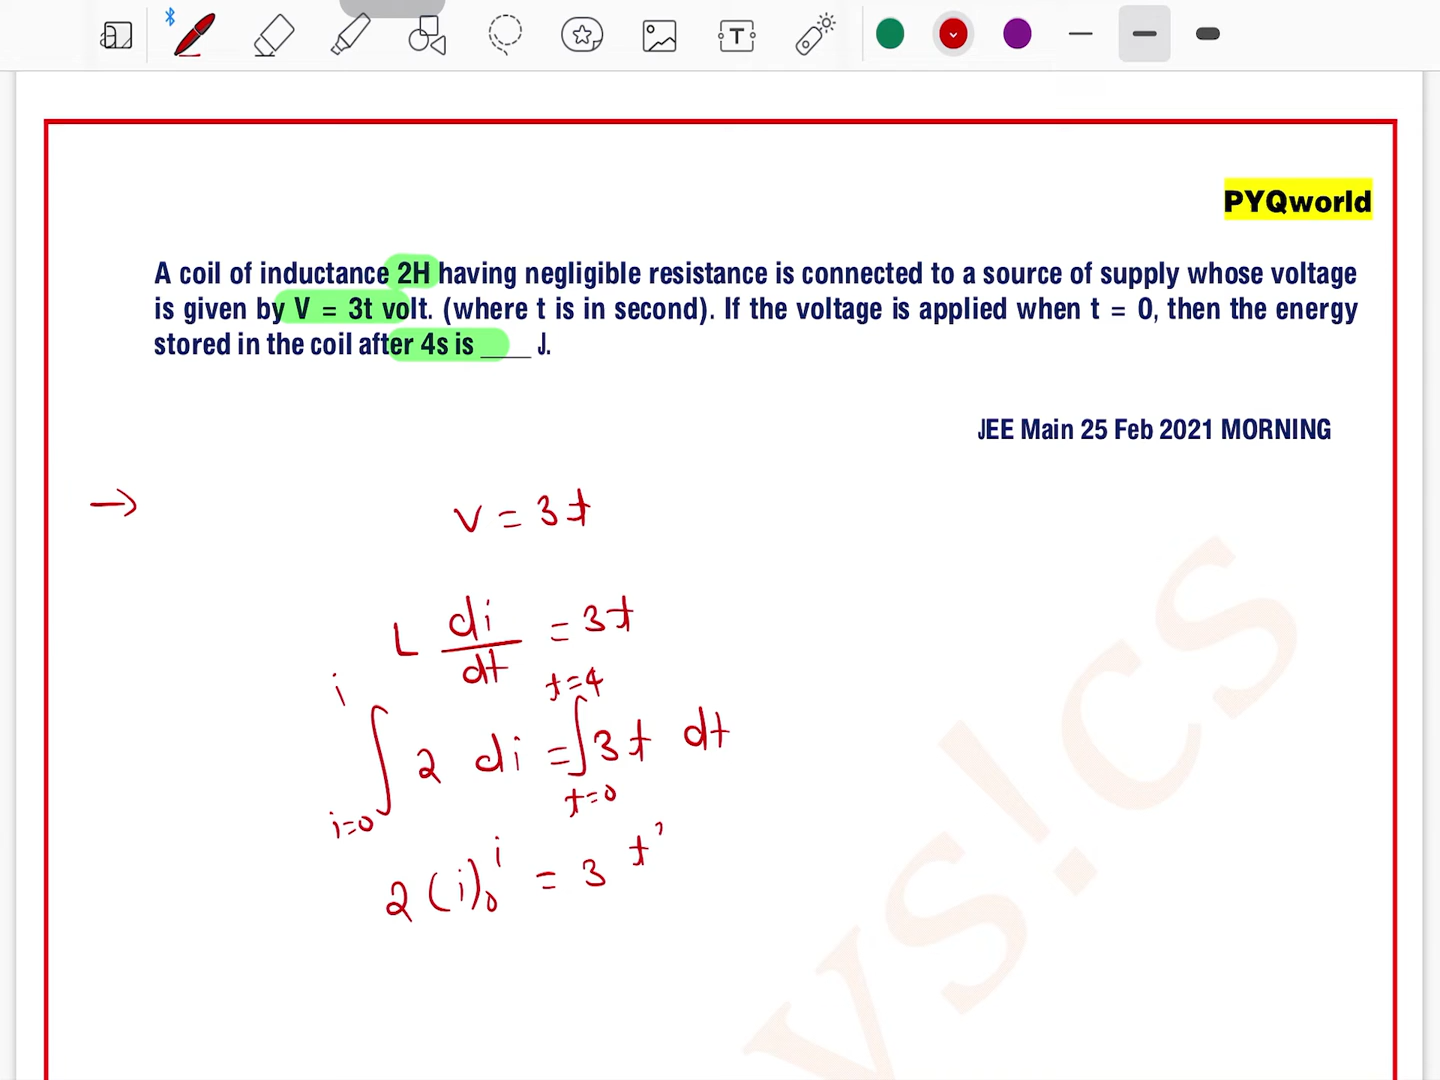 T
PYQworld
A coil of inductance 2H having negligible resistance is connected to a source of supply whose voltage
is given by V = 3t volt. (where t is in second). If the voltage is applied when t = 0, then the energy
stored in the coil after 4s is ____ J.
JEE Main 25 Feb 2021 MORNING
→ V = 3t
L di/dt = 3t
∫_{i=0}^{i} 2 di = ∫_{t=0}^{t=4} 3t dt
2 (i)₀ⁱ = 3 t²
vs!cs